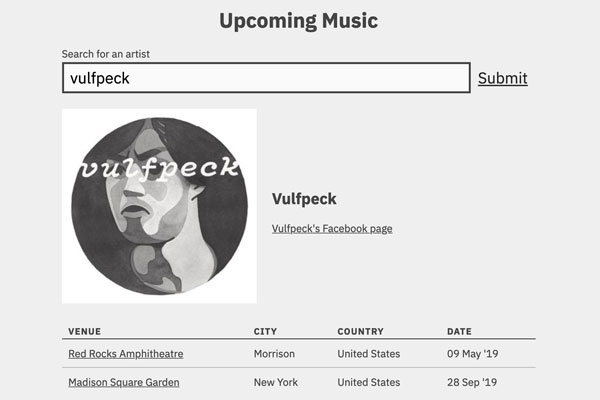 Upcoming Music
Search for an artist
vulfpeck
Submit
vulfpeck
Vulfpeck
Vulfpeck's Facebook page
VENUE CITY COUNTRY DATE
Red Rocks Amphitheatre Morrison United States 09 May '19
Madison Square Garden New York United States 28 Sep '19